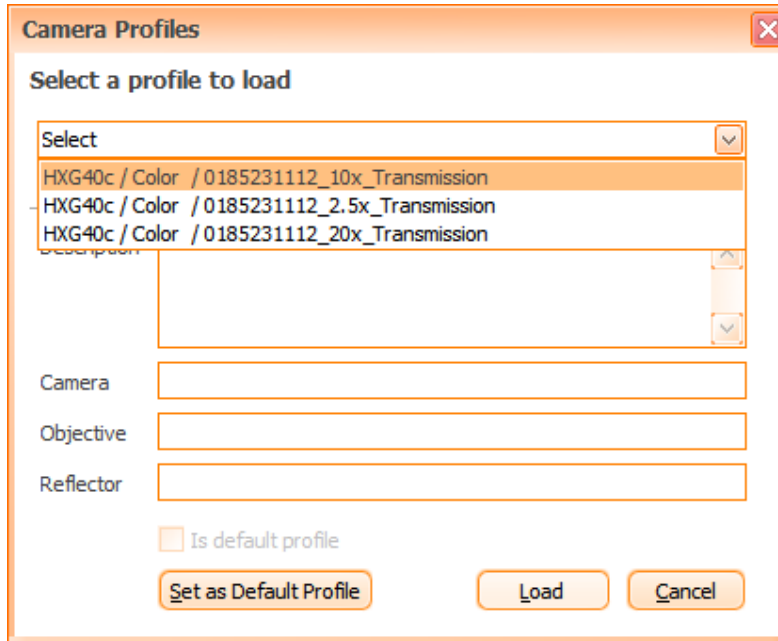 Camera Profiles
Select a profile to load
Select
HXG40c / Color / 0185231112_10x_Transmission
HXG40c / Color / 0185231112_2.5x_Transmission
HXG40c / Color / 0185231112_20x_Transmission
Description
Camera
Objective
Reflector
Is default profile
Set as Default Profile Load Cancel